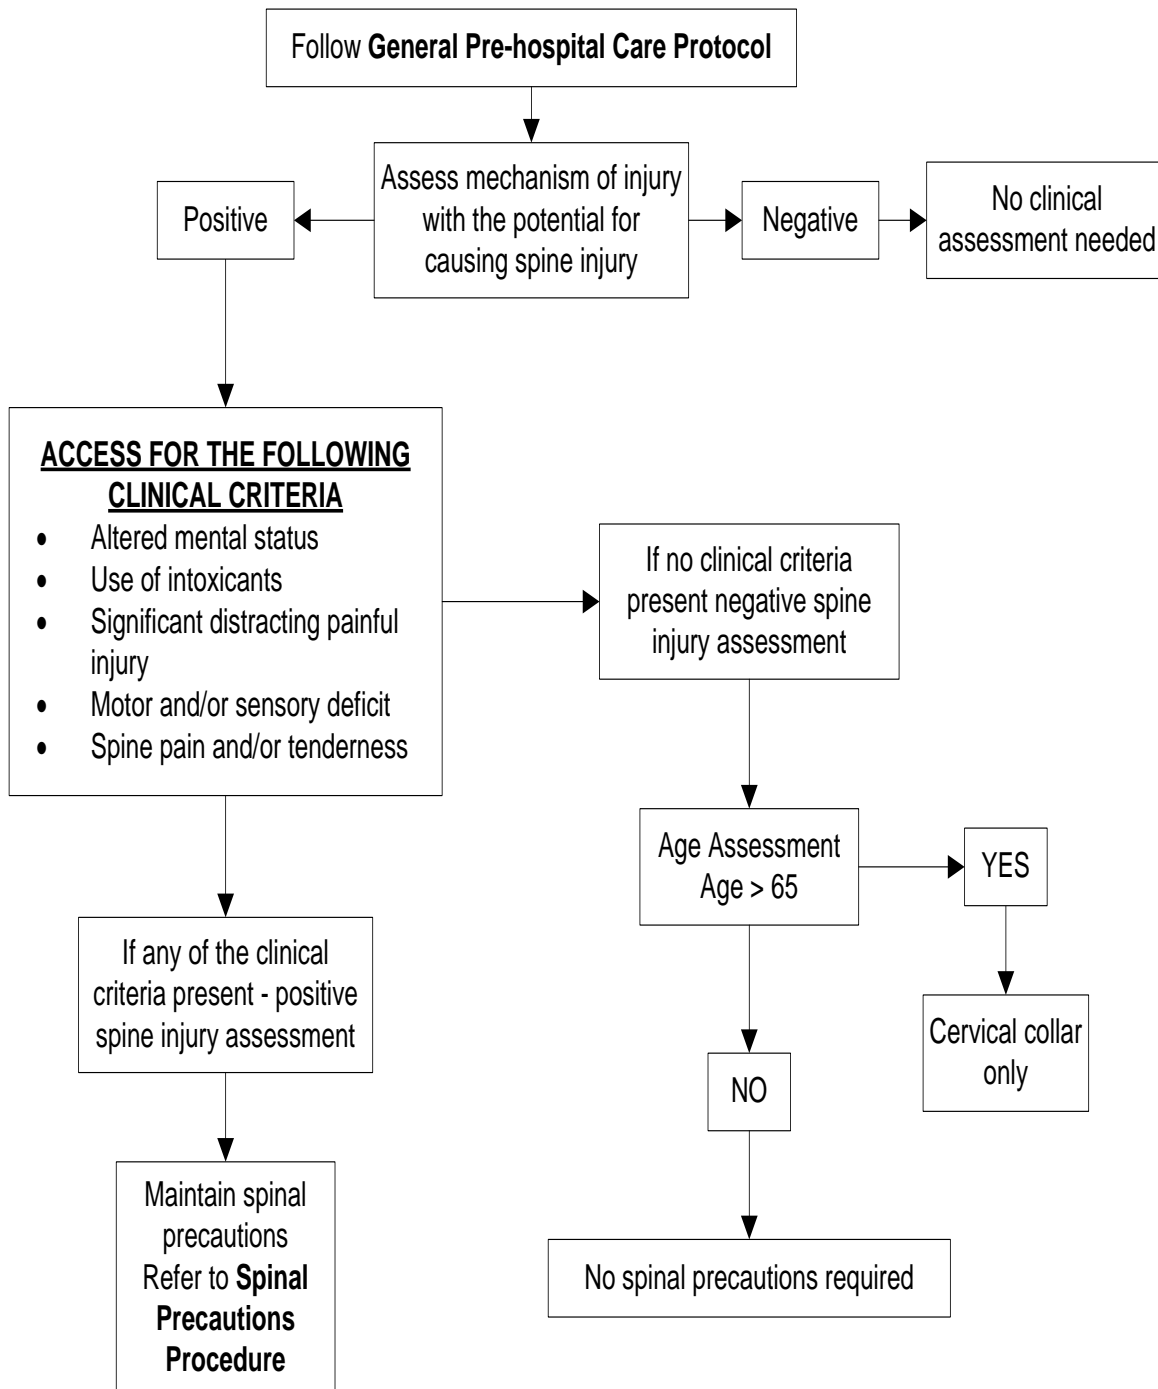 Follow General Pre-hospital Care Protocol
Assess mechanism of injury
with the potential for
causing spine injury
Positive
Negative
No clinical
assessment needed
ACCESS FOR THE FOLLOWING
CLINICAL CRITERIA
• Altered mental status
• Use of intoxicants
• Significant distracting painful
injury
• Motor and/or sensory deficit
• Spine pain and/or tenderness
If no clinical criteria
present negative spine
injury assessment
Age Assessment
Age > 65
YES
Cervical collar
only
NO
No spinal precautions required
If any of the clinical
criteria present - positive
spine injury assessment
Maintain spinal
precautions
Refer to Spinal
Precautions
Procedure